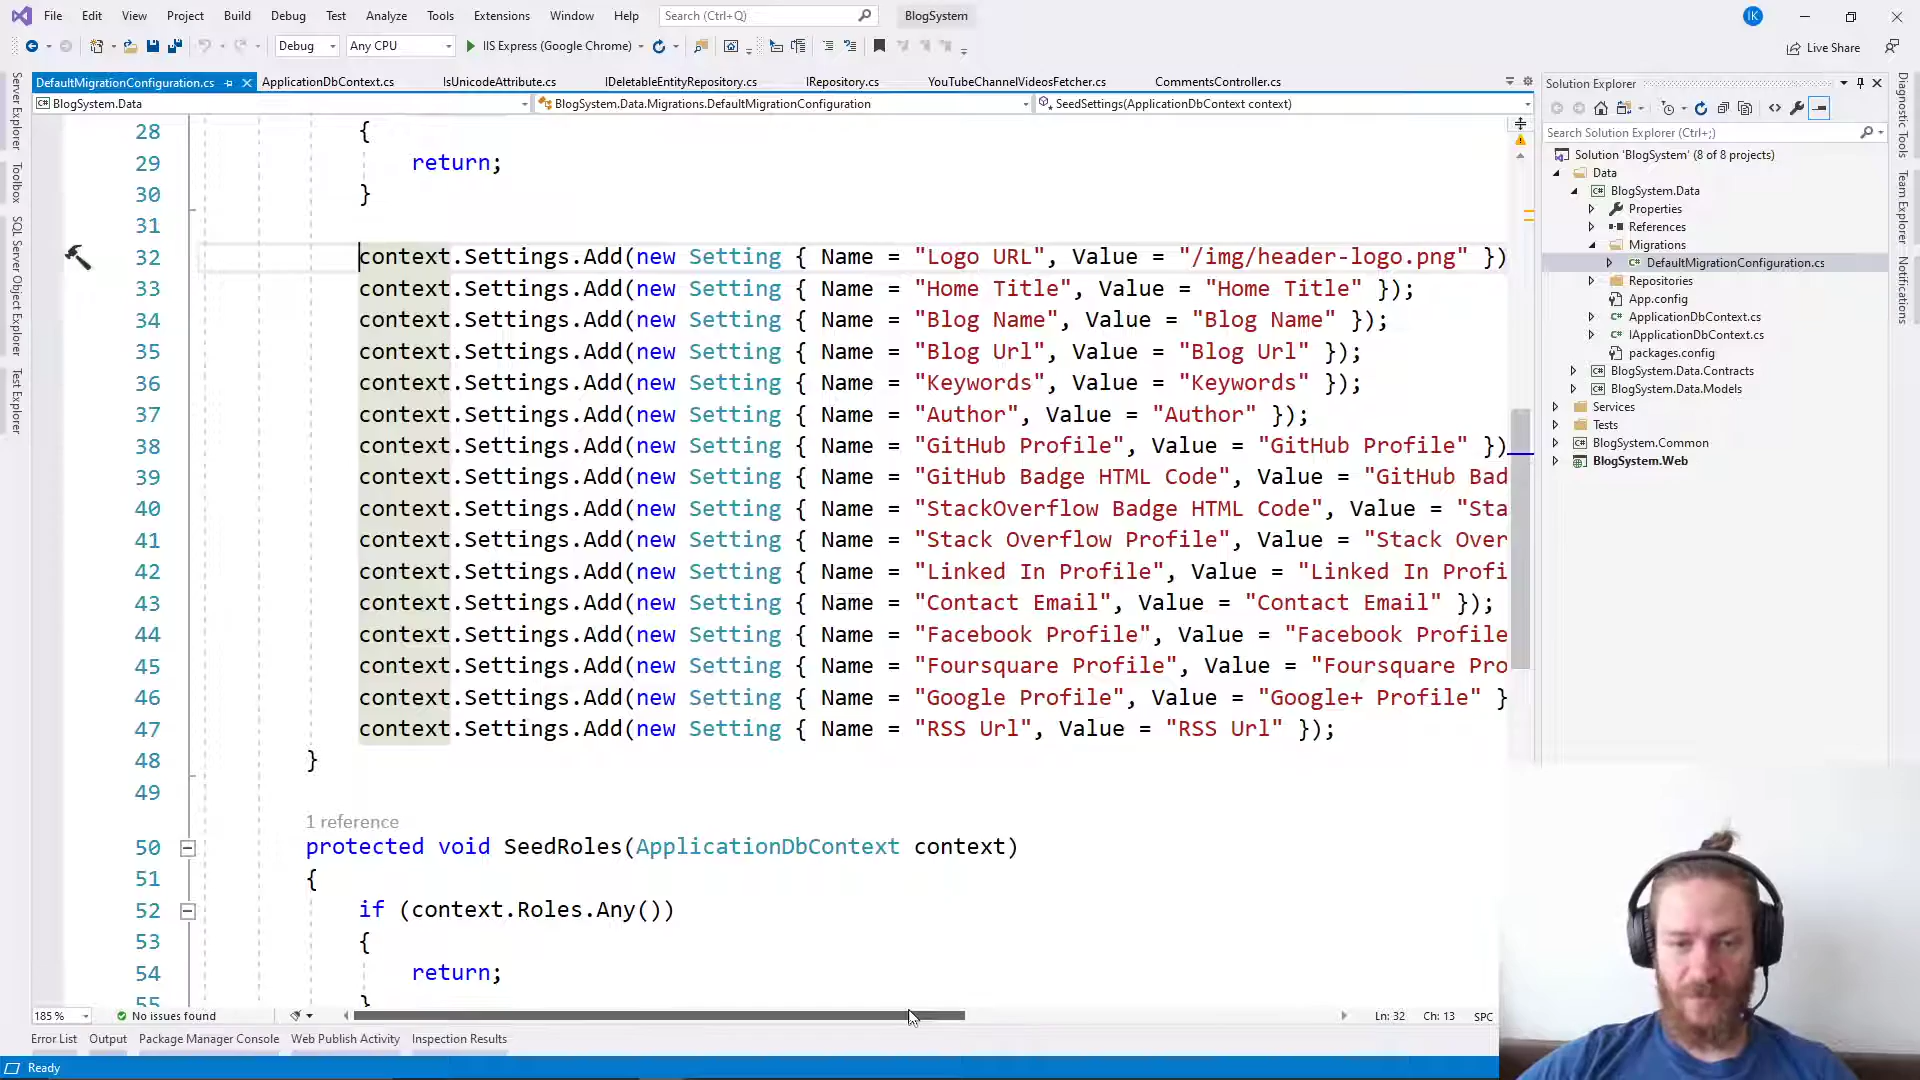 File Edit View Project Build Debug Test Analyze Tools Extensions Window Help Search (Ctrl+Q) BlogSystem IK
Debug Any CPU IIS Express (Google Chrome) Live Share
DefaultMigrationConfiguration.cs ApplicationDbContext.cs IsUnicodeAttribute.cs IDeletableEntityRepository.cs IRepository.cs YouTubeChannelVideosFetcher.cs CommentsController.cs
BlogSystem.Data BlogSystem.Data.Migrations.DefaultMigrationConfiguration SeedSettings(ApplicationDbContext context)
Server Explorer
Toolbox
SQL Server Object Explorer
Test Explorer
28 {
29 return;
30 }
31
32 context.Settings.Add(new Setting { Name = "Logo URL", Value = "/img/header-logo.png" })
33 context.Settings.Add(new Setting { Name = "Home Title", Value = "Home Title" });
34 context.Settings.Add(new Setting { Name = "Blog Name", Value = "Blog Name" });
35 context.Settings.Add(new Setting { Name = "Blog Url", Value = "Blog Url" });
36 context.Settings.Add(new Setting { Name = "Keywords", Value = "Keywords" });
37 context.Settings.Add(new Setting { Name = "Author", Value = "Author" });
38 context.Settings.Add(new Setting { Name = "GitHub Profile", Value = "GitHub Profile" })
39 context.Settings.Add(new Setting { Name = "GitHub Badge HTML Code", Value = "GitHub Bad
40 context.Settings.Add(new Setting { Name = "StackOverflow Badge HTML Code", Value = "Sta
41 context.Settings.Add(new Setting { Name = "Stack Overflow Profile", Value = "Stack Over
42 context.Settings.Add(new Setting { Name = "Linked In Profile", Value = "Linked In Profi
43 context.Settings.Add(new Setting { Name = "Contact Email", Value = "Contact Email" });
44 context.Settings.Add(new Setting { Name = "Facebook Profile", Value = "Facebook Profile
45 context.Settings.Add(new Setting { Name = "Foursquare Profile", Value = "Foursquare Pro
46 context.Settings.Add(new Setting { Name = "Google Profile", Value = "Google+ Profile" }
47 context.Settings.Add(new Setting { Name = "RSS Url", Value = "RSS Url" });
48 }
49
1 reference
50 protected void SeedRoles(ApplicationDbContext context)
51 {
52 if (context.Roles.Any())
53 {
54 return;
55 }
185 % No issues found Ln: 32 Ch: 13 SPC
Error List Output Package Manager Console Web Publish Activity Inspection Results
Ready
Solution Explorer
Search Solution Explorer (Ctrl+;)
Solution 'BlogSystem' (8 of 8 projects)
Data
BlogSystem.Data
Properties
References
Migrations
DefaultMigrationConfiguration.cs
Repositories
App.config
ApplicationDbContext.cs
IApplicationDbContext.cs
packages.config
BlogSystem.Data.Contracts
BlogSystem.Data.Models
Services
Tests
BlogSystem.Common
BlogSystem.Web
Diagnostic Tools
Team Explorer
Notifications